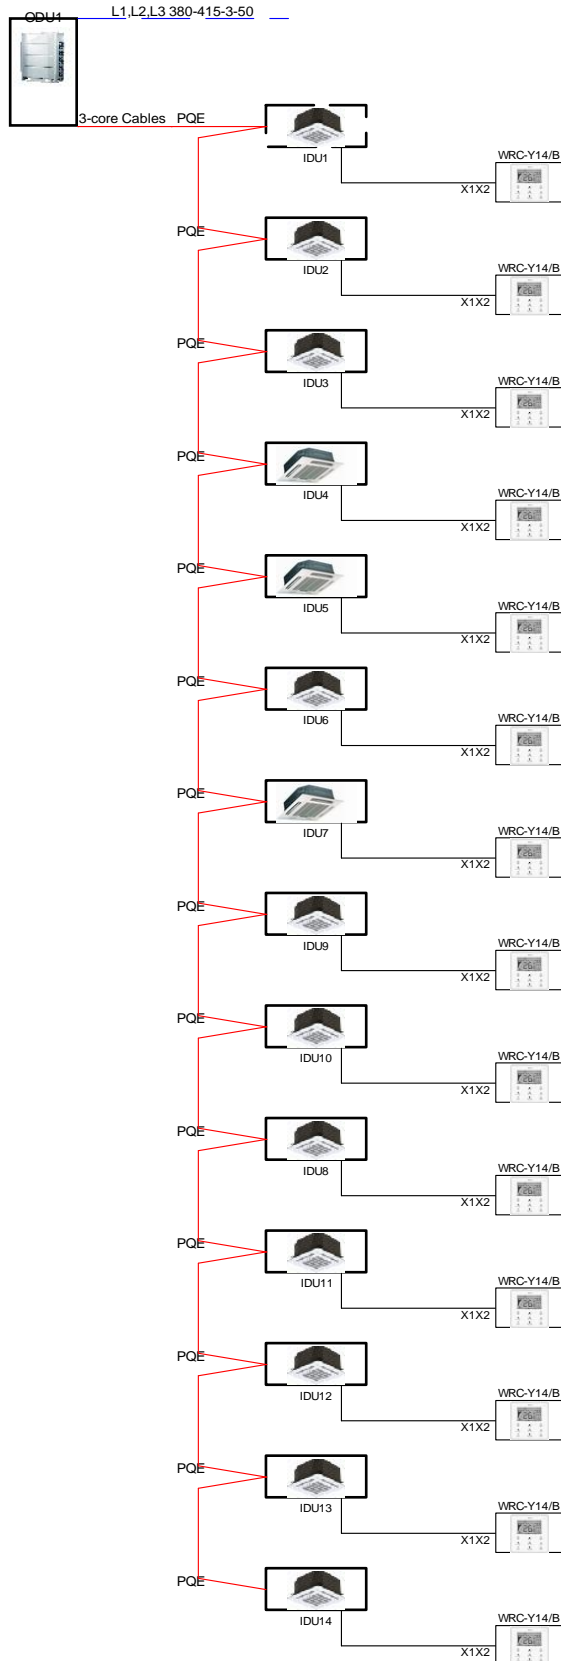 L1,L2,L3 380-415-3-50
ODU1
3-core Cables PQE
IDU1
WRC-Y14/B
X1X2
PQE
IDU2
WRC-Y14/B
X1X2
PQE
IDU3
WRC-Y14/B
X1X2
PQE
IDU4
WRC-Y14/B
X1X2
PQE
IDU5
WRC-Y14/B
X1X2
PQE
IDU6
WRC-Y14/B
X1X2
PQE
IDU7
WRC-Y14/B
X1X2
PQE
IDU9
WRC-Y14/B
X1X2
PQE
IDU10
WRC-Y14/B
X1X2
PQE
IDU8
WRC-Y14/B
X1X2
PQE
IDU11
WRC-Y14/B
X1X2
PQE
IDU12
WRC-Y14/B
X1X2
PQE
IDU13
WRC-Y14/B
X1X2
PQE
IDU14
WRC-Y14/B
X1X2